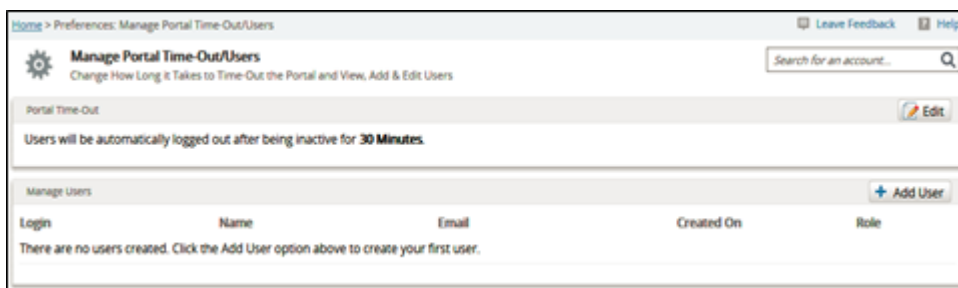 Home > Preferences: Manage Portal Time-Out/Users Leave Feedback Help
Manage Portal Time-Out/Users
Change How Long it Takes to Time-Out the Portal and View, Add & Edit Users
Search for an account...
Portal Time-Out Edit
Users will be automatically logged out after being inactive for 30 Minutes.
Manage Users + Add User
Login Name Email Created On Role
There are no users created. Click the Add User option above to create your first user.